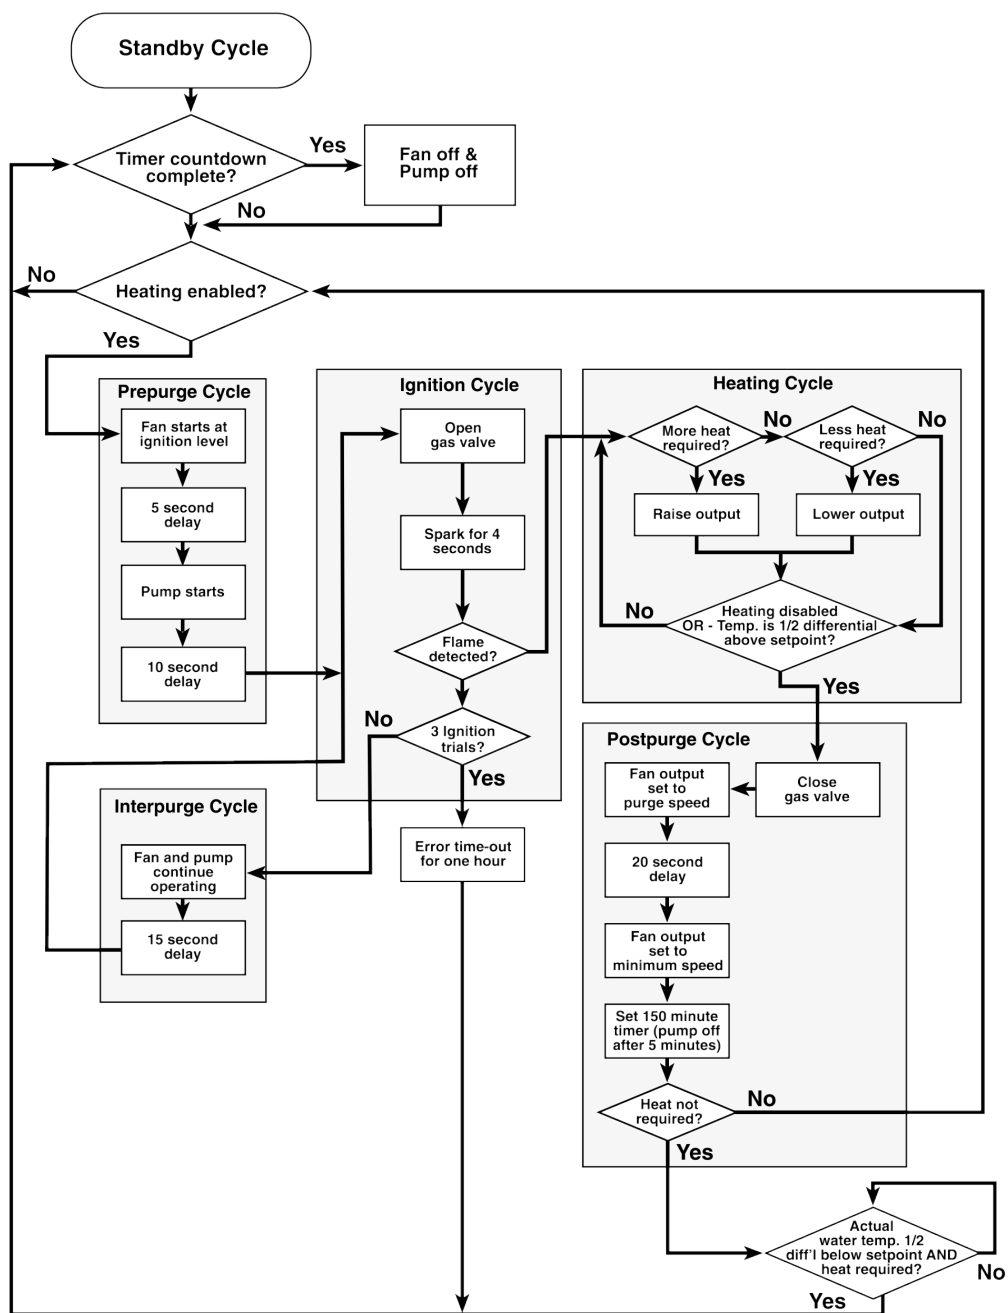 Standby Cycle
Timer countdown
complete?
Yes
Fan off &
Pump off
No
Heating enabled?
No
Yes
Prepurge Cycle
Fan starts at
ignition level
5 second
delay
Pump starts
10 second
delay
Ignition Cycle
Open
gas valve
Spark for 4
seconds
Flame
detected?
3 Ignition
trials?
No
Yes
Error time-out
for one hour
Interpurge Cycle
Fan and pump
continue
operating
15 second
delay
Heating Cycle
More heat
required?
No
Less heat
required?
No
Yes
Yes
Raise output
Lower output
Heating disabled
OR - Temp. is 1/2 differential
above setpoint?
No
Yes
Postpurge Cycle
Close
gas valve
Fan output
set to
purge speed
20 second
delay
Fan output
set to
minimum speed
Set 150 minute
timer (pump off
after 5 minutes)
Heat not
required?
No
Yes
Actual
water temp. 1/2
diff'l below setpoint AND
heat required?
No
Yes